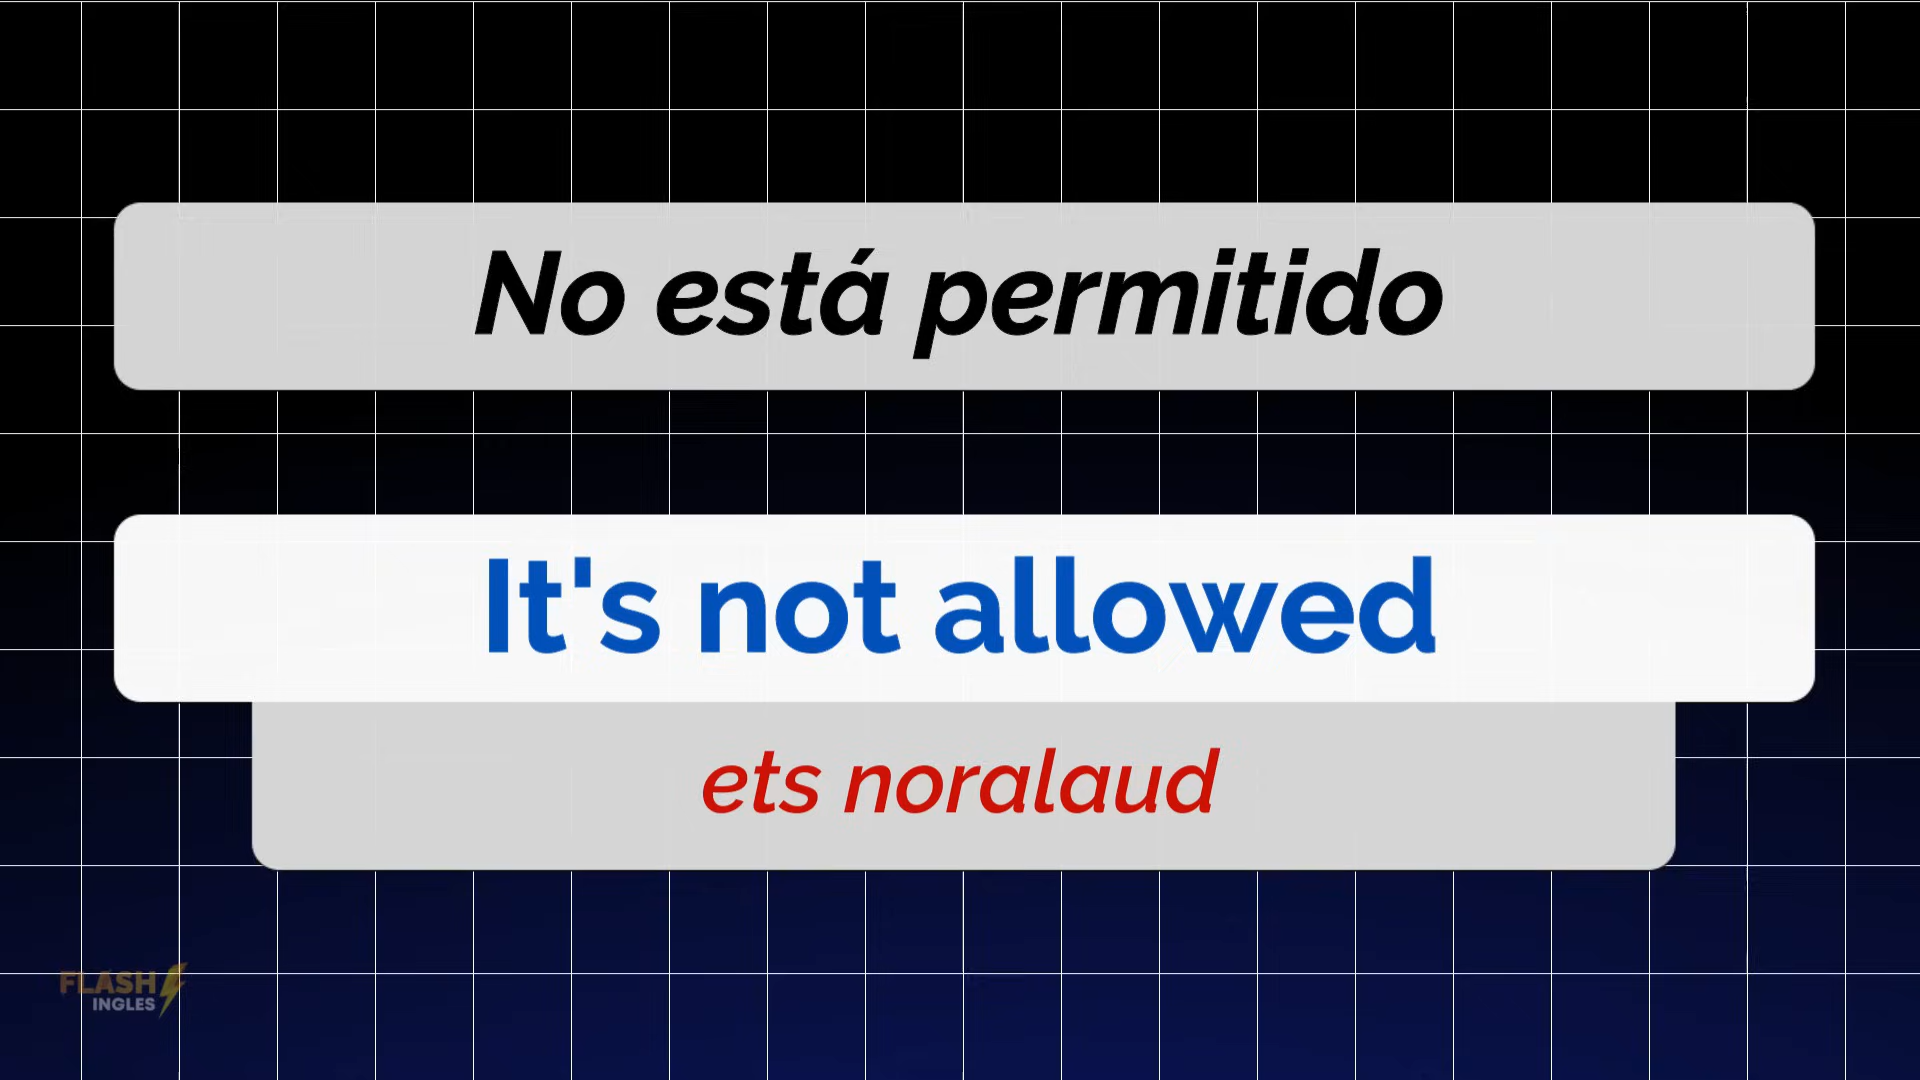 No está permitido
It's not allowed
ets noralaud
FLASH
INGLES